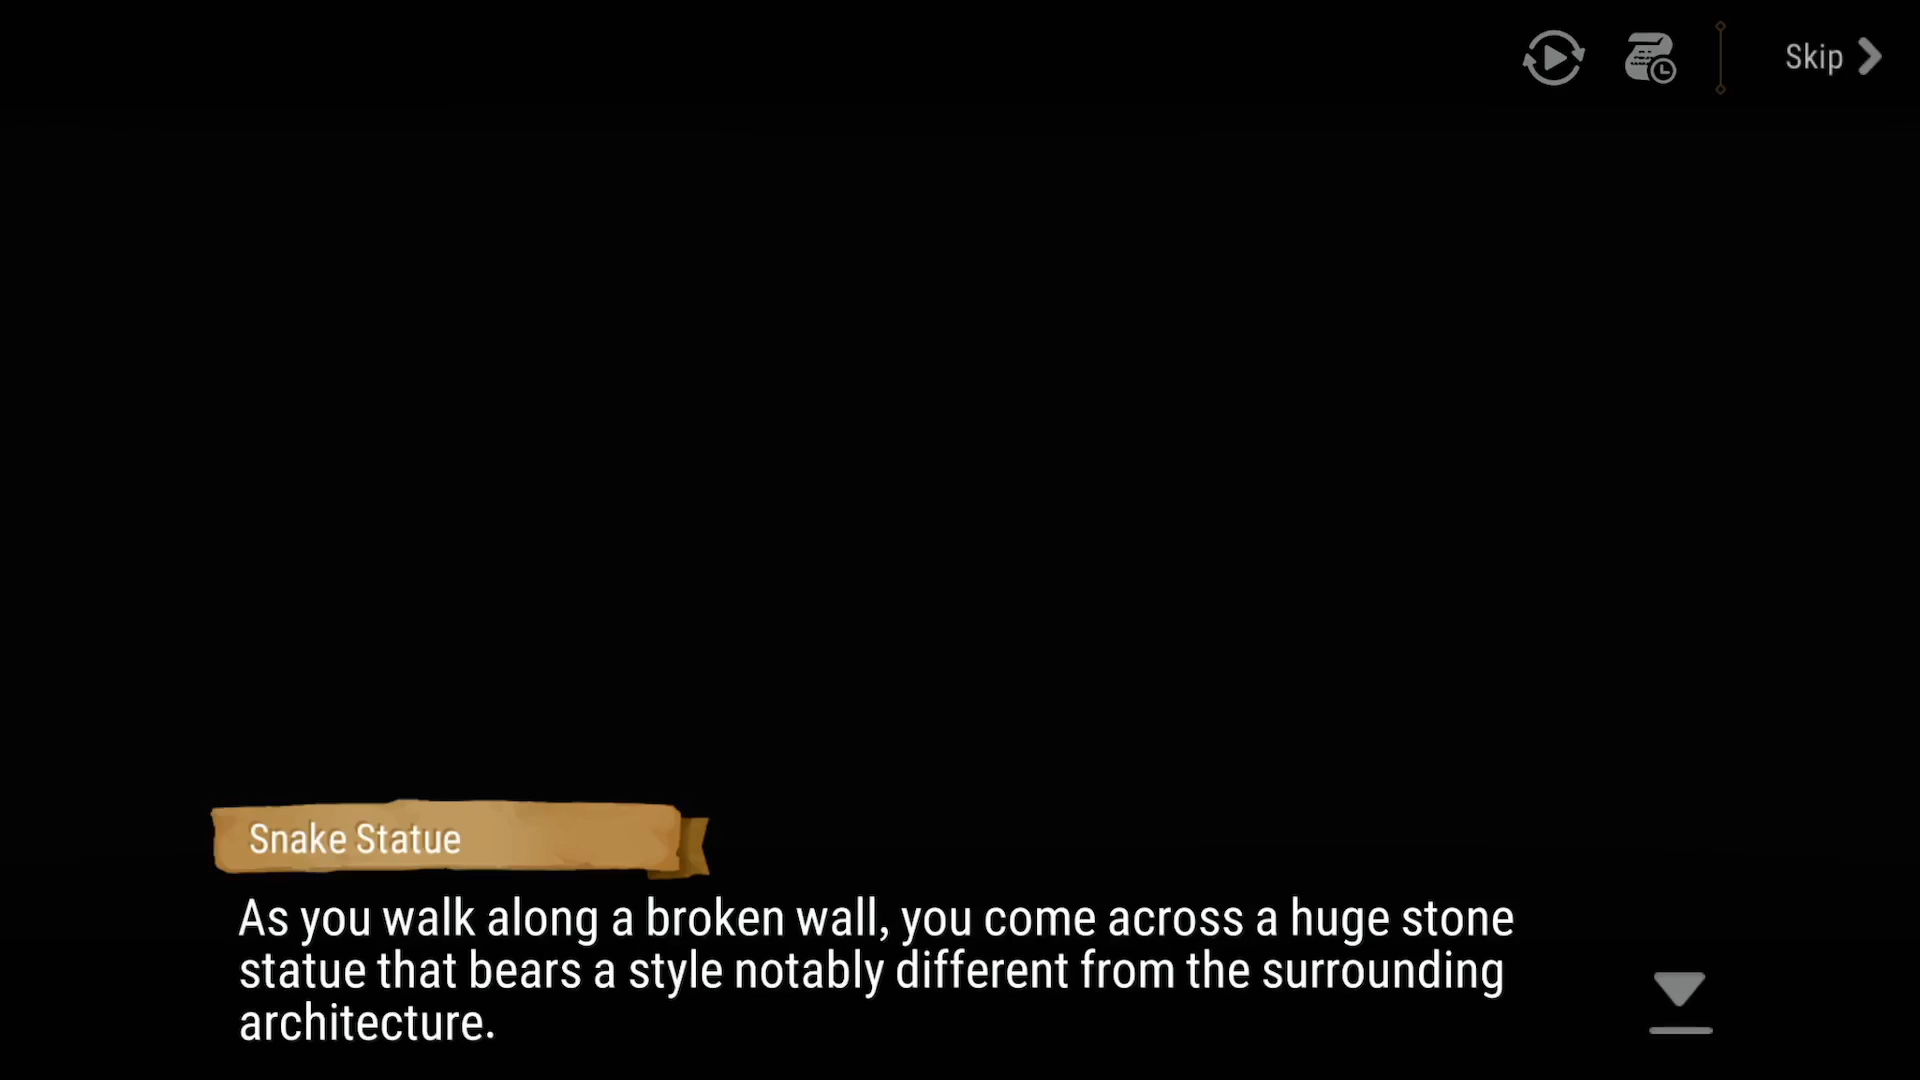 Skip
Snake Statue
As you walk along a broken wall, you come across a huge stone
statue that bears a style notably different from the surrounding
architecture.